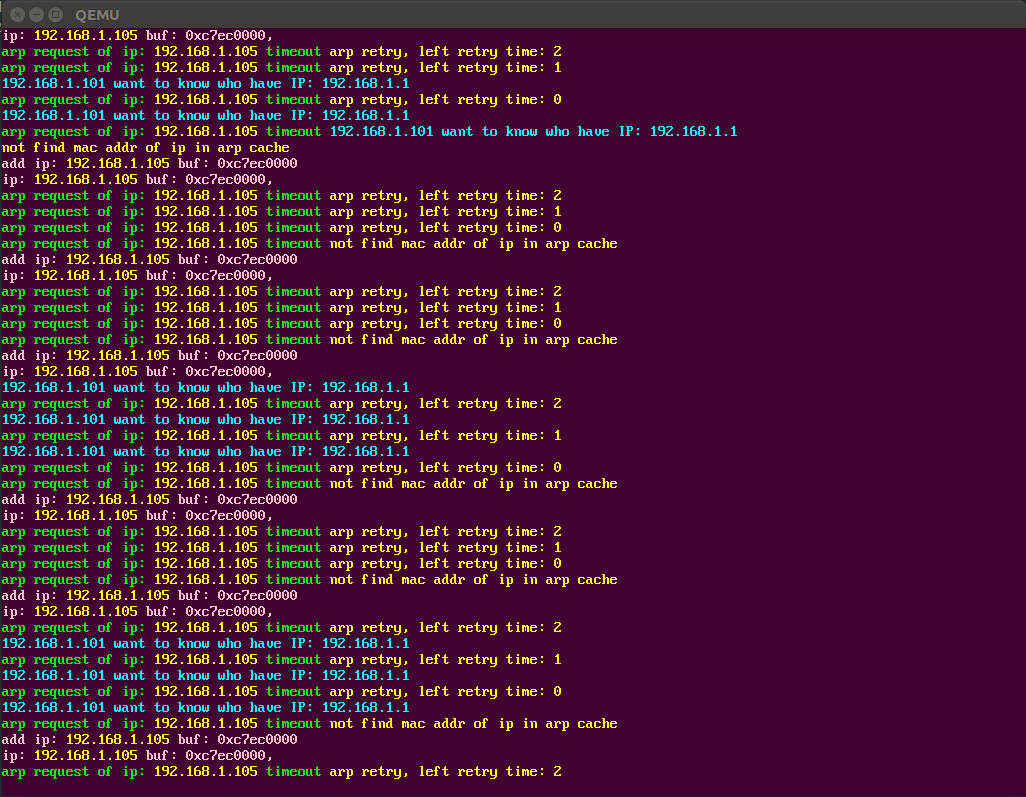 QEMU
ip: 192.168.1.105 buf: 0xc7ec0000,
arp request of ip: 192.168.1.105 timeout arp retry, left retry time: 2
arp request of ip: 192.168.1.105 timeout arp retry, left retry time: 1
192.168.1.101 want to know who have IP: 192.168.1.1
arp request of ip: 192.168.1.105 timeout arp retry, left retry time: 0
192.168.1.101 want to know who have IP: 192.168.1.1
arp request of ip: 192.168.1.105 timeout 192.168.1.101 want to know who have IP: 192.168.1.1
not find mac addr of ip in arp cache
add ip: 192.168.1.105 buf: 0xc7ec0000
ip: 192.168.1.105 buf: 0xc7ec0000,
arp request of ip: 192.168.1.105 timeout arp retry, left retry time: 2
arp request of ip: 192.168.1.105 timeout arp retry, left retry time: 1
arp request of ip: 192.168.1.105 timeout arp retry, left retry time: 0
arp request of ip: 192.168.1.105 timeout not find mac addr of ip in arp cache
add ip: 192.168.1.105 buf: 0xc7ec0000
ip: 192.168.1.105 buf: 0xc7ec0000,
arp request of ip: 192.168.1.105 timeout arp retry, left retry time: 2
arp request of ip: 192.168.1.105 timeout arp retry, left retry time: 1
arp request of ip: 192.168.1.105 timeout arp retry, left retry time: 0
arp request of ip: 192.168.1.105 timeout not find mac addr of ip in arp cache
add ip: 192.168.1.105 buf: 0xc7ec0000
ip: 192.168.1.105 buf: 0xc7ec0000,
192.168.1.101 want to know who have IP: 192.168.1.1
arp request of ip: 192.168.1.105 timeout arp retry, left retry time: 2
192.168.1.101 want to know who have IP: 192.168.1.1
arp request of ip: 192.168.1.105 timeout arp retry, left retry time: 1
192.168.1.101 want to know who have IP: 192.168.1.1
arp request of ip: 192.168.1.105 timeout arp retry, left retry time: 0
arp request of ip: 192.168.1.105 timeout not find mac addr of ip in arp cache
add ip: 192.168.1.105 buf: 0xc7ec0000
ip: 192.168.1.105 buf: 0xc7ec0000,
arp request of ip: 192.168.1.105 timeout arp retry, left retry time: 2
arp request of ip: 192.168.1.105 timeout arp retry, left retry time: 1
arp request of ip: 192.168.1.105 timeout arp retry, left retry time: 0
arp request of ip: 192.168.1.105 timeout not find mac addr of ip in arp cache
add ip: 192.168.1.105 buf: 0xc7ec0000
ip: 192.168.1.105 buf: 0xc7ec0000,
arp request of ip: 192.168.1.105 timeout arp retry, left retry time: 2
192.168.1.101 want to know who have IP: 192.168.1.1
arp request of ip: 192.168.1.105 timeout arp retry, left retry time: 1
192.168.1.101 want to know who have IP: 192.168.1.1
arp request of ip: 192.168.1.105 timeout arp retry, left retry time: 0
192.168.1.101 want to know who have IP: 192.168.1.1
arp request of ip: 192.168.1.105 timeout not find mac addr of ip in arp cache
add ip: 192.168.1.105 buf: 0xc7ec0000
ip: 192.168.1.105 buf: 0xc7ec0000,
arp request of ip: 192.168.1.105 timeout arp retry, left retry time: 2